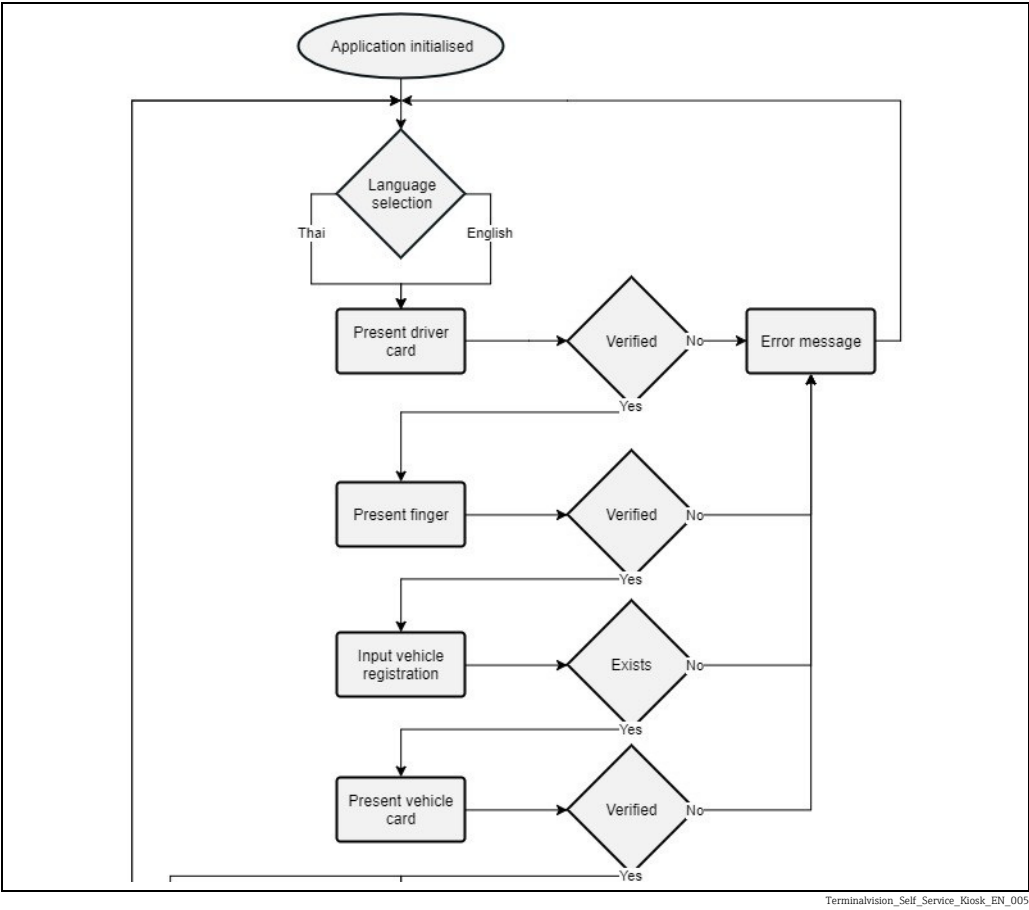 Application initialised
Language
selection
Thai
English
Present driver
card
Verified
No
Error message
Yes
Present finger
Verified
No
Yes
Input vehicle
registration
Exists
No
Yes
Present vehicle
card
Verified
No
Yes
Terminalvision_Self_Service_Kiosk_EN_005